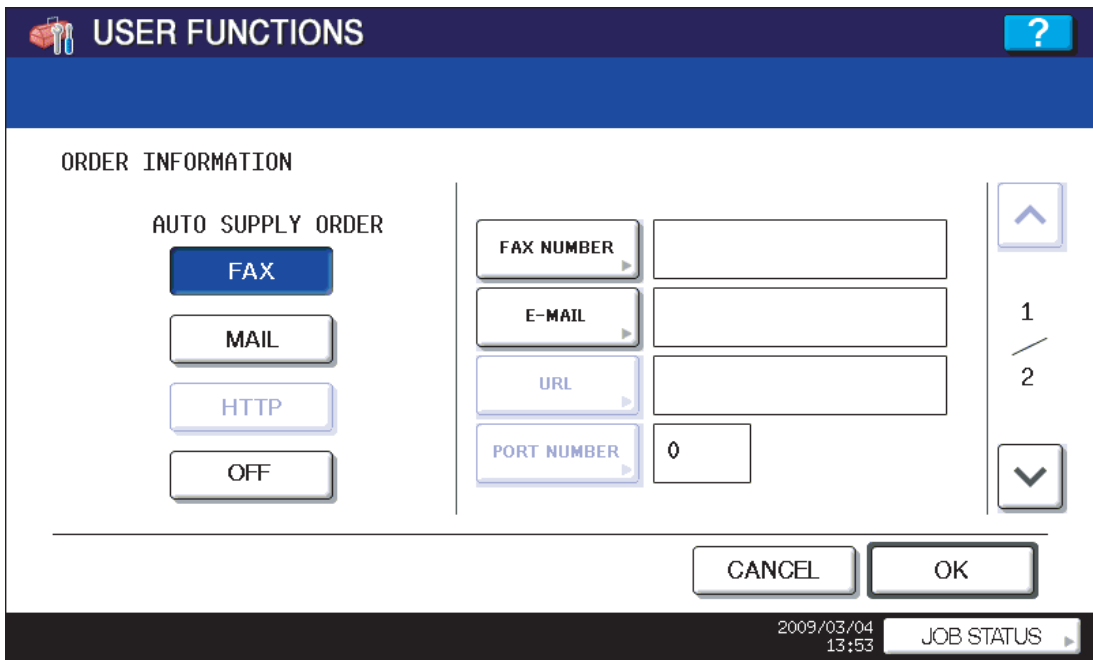 USER FUNCTIONS
?
ORDER INFORMATION
AUTO SUPPLY ORDER
FAX
MAIL
HTTP
OFF
FAX NUMBER
E-MAIL
URL
PORT NUMBER
0
1
2
CANCEL
OK
2009/03/04
13:53
JOB STATUS